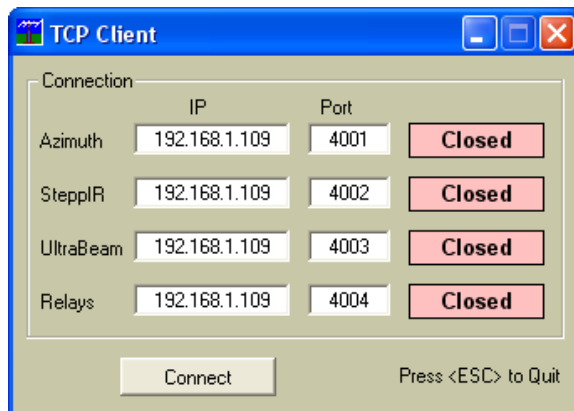 TCP Client
Connection
IP Port
Azimuth 192.168.1.109 4001 Closed
SteppIR 192.168.1.109 4002 Closed
UltraBeam 192.168.1.109 4003 Closed
Relays 192.168.1.109 4004 Closed
Connect Press <ESC> to Quit